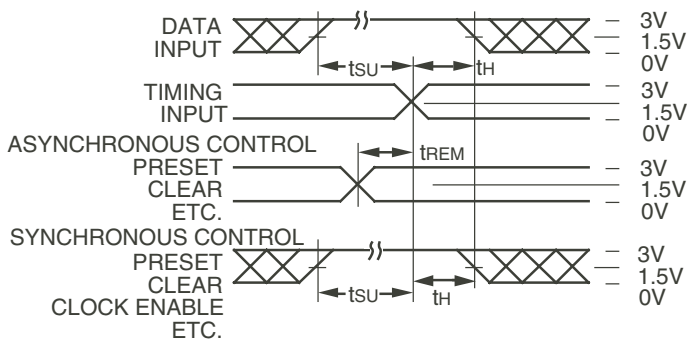 DATA
INPUT
tSU
tH
3V
1.5V
0V
TIMING
INPUT
3V
1.5V
0V
ASYNCHRONOUS CONTROL
PRESET
CLEAR
ETC.
tREM
3V
1.5V
0V
SYNCHRONOUS CONTROL
PRESET
CLEAR
CLOCK ENABLE
ETC.
tSU
tH
3V
1.5V
0V